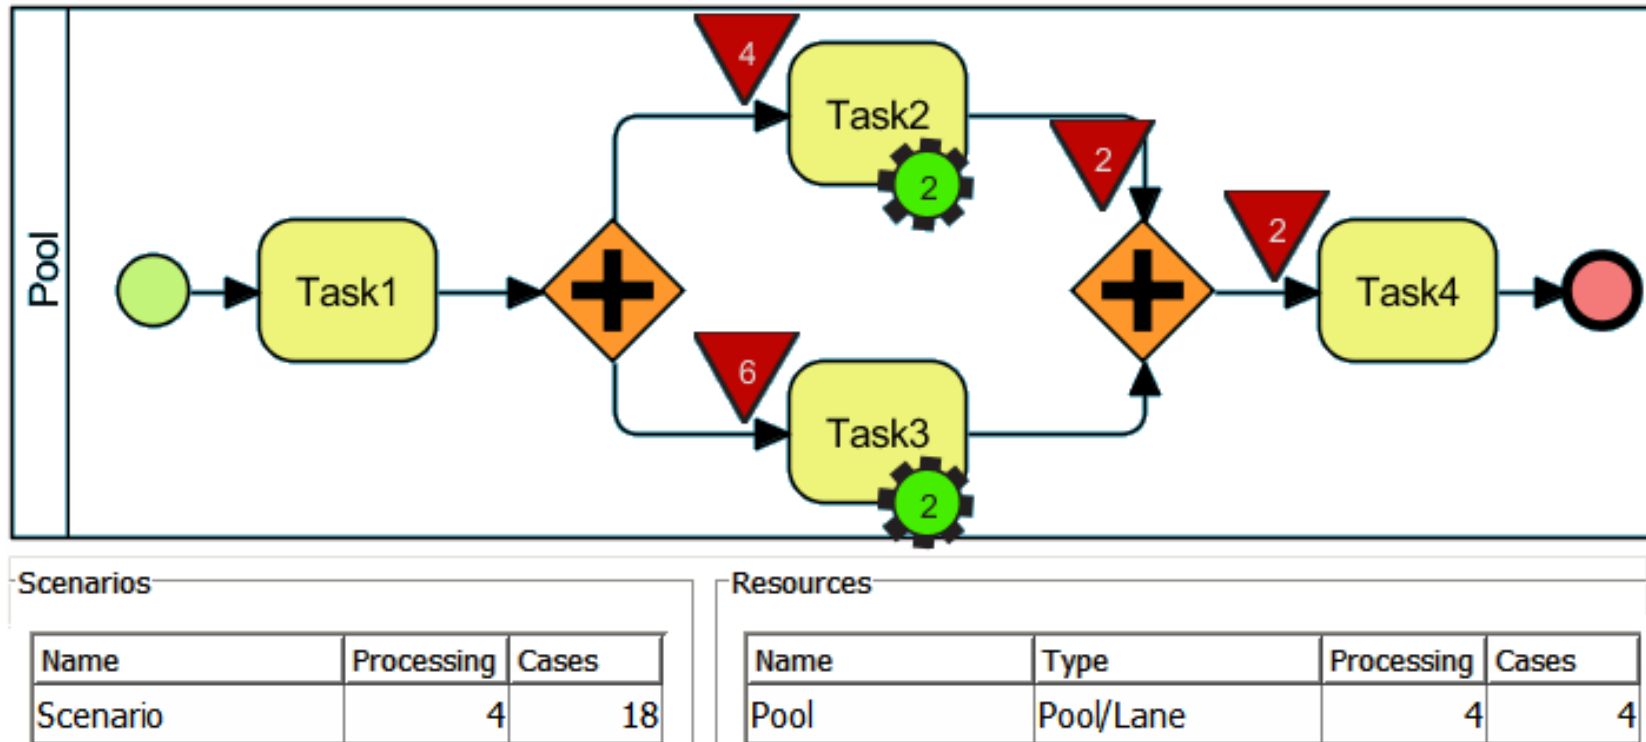 Pool
4
Task2
2
2
2
Task1
Task4
6
Task3
2
Scenarios
Name Processing Cases
Scenario 4 18
Resources
Name Type Processing Cases
Pool Pool/Lane 4 4